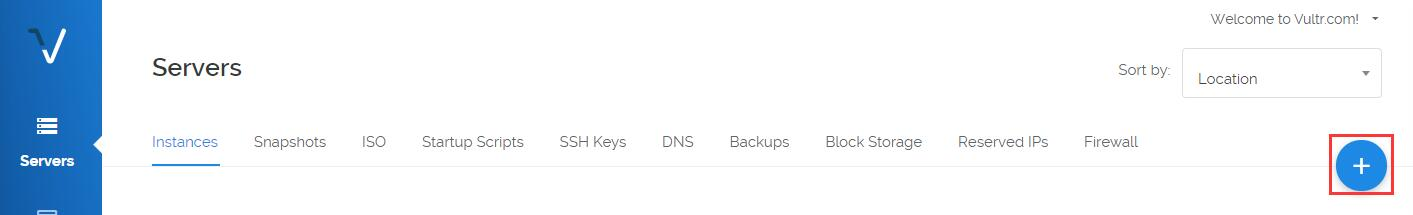 Welcome to Vultr.com!
Servers
Sort by:
Location
Instances Snapshots ISO Startup Scripts SSH Keys DNS Backups Block Storage Reserved IPs Firewall
Servers